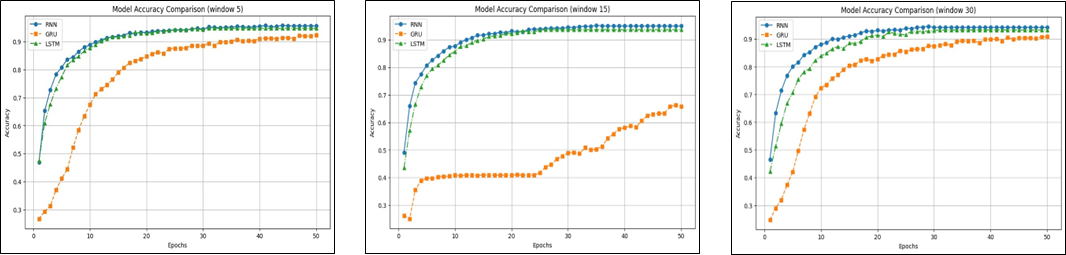 Model Accuracy Comparison (window 5)
RNN
GRU
LSTM
Accuracy
0.9
0.8
0.7
0.6
0.5
0.4
0.3
0 10 20 30 40 50
Epochs
Model Accuracy Comparison (window 15)
RNN
GRU
LSTM
Accuracy
0.9
0.8
0.7
0.6
0.5
0.4
0.3
0 10 20 30 40 50
Epochs
Model Accuracy Comparison (window 30)
RNN
GRU
LSTM
Accuracy
0.9
0.8
0.7
0.6
0.5
0.4
0.3
0 10 20 30 40 50
Epochs